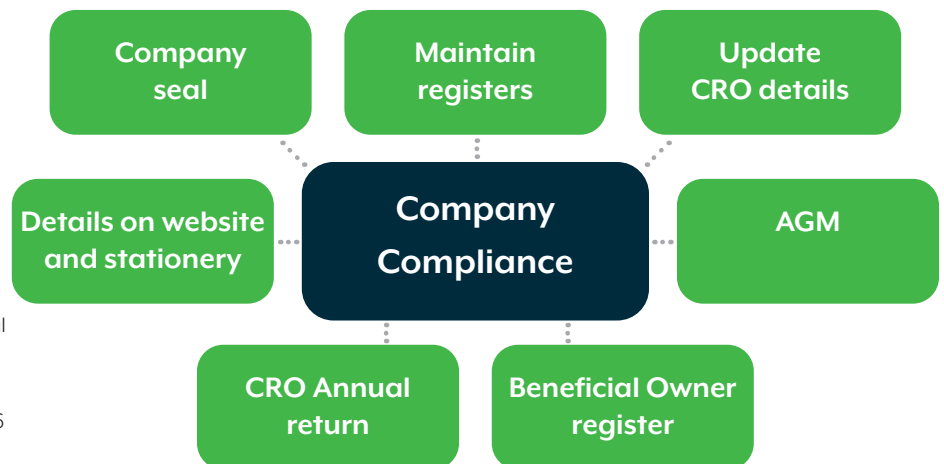 Company
seal
Maintain
registers
Update
CRO details
Details on website
and stationery
Company
Compliance
AGM
CRO Annual
return
Beneficial Owner
register